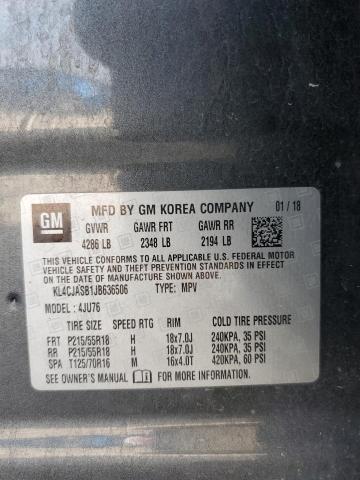 GM
MFD BY GM KOREA COMPANY 01 / 18
GVWR GAWR FRT GAWR RR
4286 LB 2348 LB 2194 LB
THIS VEHICLE CONFORMS TO ALL APPLICABLE U.S. FEDERAL MOTOR
VEHICLE SAFETY, BUMPER, AND THEFT PREVENTION STANDARDS IN EFFECT
ON THE DATE OF MANUFACTURE SHOWN ABOVE.
KL4CJASB1JB636506 TYPE: MPV
MODEL : 4JU76
TIRE SIZE SPEED RTG RIM COLD TIRE PRESSURE
FRT P215/55R18 H 18x7.0J 240KPA, 35 PSI
RR P215/55R18 H 18x7.0J 240KPA, 35 PSI
SPA T125/70R16 M 16x4.0T 420KPA, 60 PSI
SEE OWNER'S MANUAL FOR MORE INFORMATION